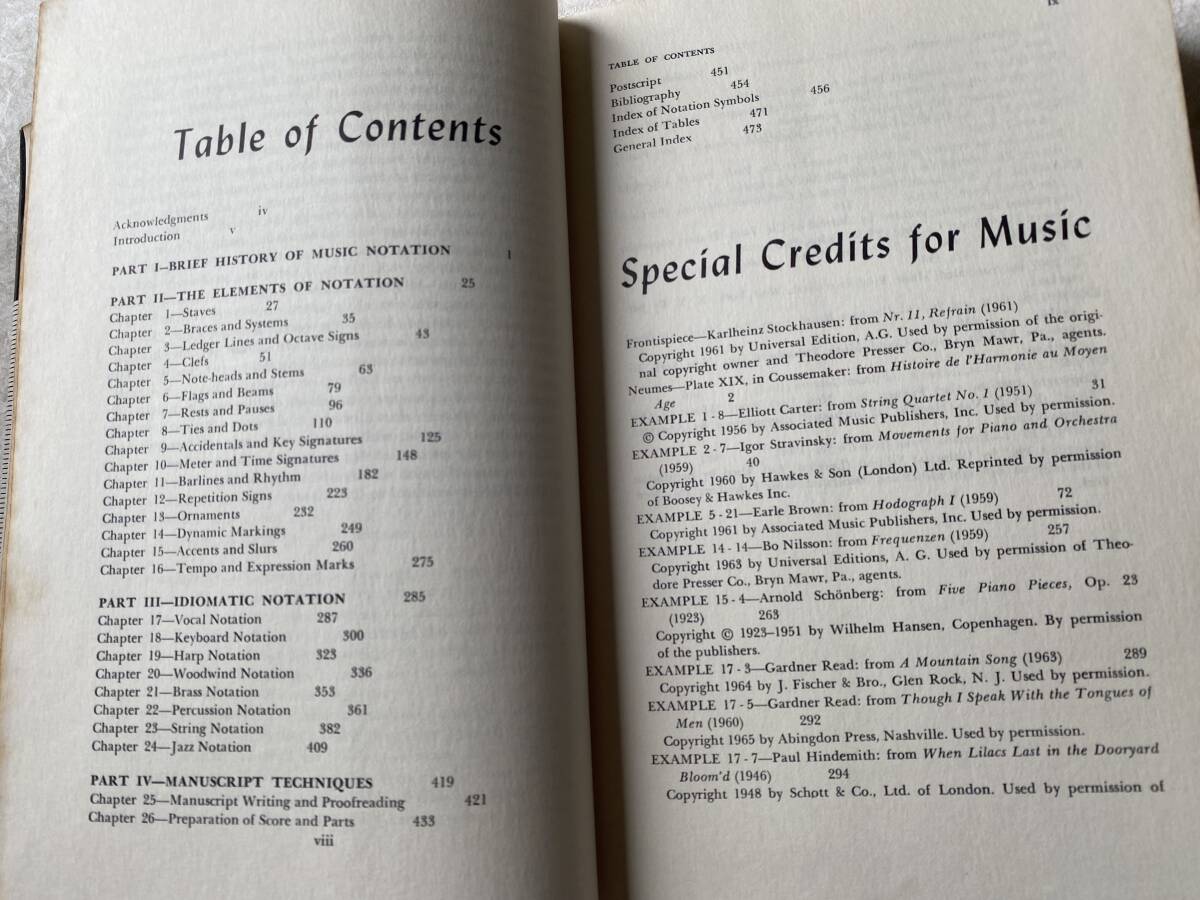 Table of Contents
Acknowledgments iv
Introduction v
PART I—BRIEF HISTORY OF MUSIC NOTATION 1
PART II—THE ELEMENTS OF NOTATION 25
Chapter 1—Staves 27
Chapter 2—Braces and Systems 35
Chapter 3—Ledger Lines and Octave Signs 43
Chapter 4—Clefs 51
Chapter 5—Note-heads and Stems 63
Chapter 6—Flags and Beams 79
Chapter 7—Rests and Pauses 96
Chapter 8—Ties and Dots 110
Chapter 9—Accidentals and Key Signatures 125
Chapter 10—Meter and Time Signatures 148
Chapter 11—Barlines and Rhythm 182
Chapter 12—Repetition Signs 223
Chapter 13—Ornaments 232
Chapter 14—Dynamic Markings 249
Chapter 15—Accents and Slurs 260
Chapter 16—Tempo and Expression Marks 275
PART III—IDIOMATIC NOTATION 285
Chapter 17—Vocal Notation 287
Chapter 18—Keyboard Notation 300
Chapter 19—Harp Notation 323
Chapter 20—Woodwind Notation 336
Chapter 21—Brass Notation 353
Chapter 22—Percussion Notation 361
Chapter 23—String Notation 382
Chapter 24—Jazz Notation 409
PART IV—MANUSCRIPT TECHNIQUES 419
Chapter 25—Manuscript Writing and Proofreading 421
Chapter 26—Preparation of Score and Parts 433
viii
ix
TABLE OF CONTENTS
Postscript 451
Bibliography 454
Index of Notation Symbols 456
Index of Tables 471
General Index 473
Special Credits for Music
Frontispiece—Karlheinz Stockhausen: from Nr. 11, Refrain (1961)
Copyright 1961 by Universal Edition, A.G. Used by permission of the origi-
nal copyright owner and Theodore Presser Co., Bryn Mawr, Pa., agents.
Neumes—Plate XIX, in Coussemaker: from Histoire de l'Harmonie au Moyen
Age 2
EXAMPLE 1 - 8—Elliott Carter: from String Quartet No. 1 (1951) 31
© Copyright 1956 by Associated Music Publishers, Inc. Used by permission.
EXAMPLE 2 - 7—Igor Stravinsky: from Movements for Piano and Orchestra
(1959) 40
Copyright 1960 by Hawkes & Son (London) Ltd. Reprinted by permission
of Boosey & Hawkes Inc.
EXAMPLE 5 - 21—Earle Brown: from Hodograph I (1959) 72
Copyright 1961 by Associated Music Publishers, Inc. Used by permission.
EXAMPLE 14 - 14—Bo Nilsson: from Frequenzen (1959) 257
Copyright 1963 by Universal Editions, A. G. Used by permission of Theo-
dore Presser Co., Bryn Mawr, Pa., agents.
EXAMPLE 15 - 4—Arnold Schönberg: from Five Piano Pieces, Op. 23
(1923) 263
Copyright © 1923–1951 by Wilhelm Hansen, Copenhagen. By permission
of the publishers.
EXAMPLE 17 - 3—Gardner Read: from A Mountain Song (1963) 289
Copyright 1964 by J. Fischer & Bro., Glen Rock, N. J. Used by permission.
EXAMPLE 17 - 5—Gardner Read: from Though I Speak With the Tongues of
Men (1960) 292
Copyright 1965 by Abingdon Press, Nashville. Used by permission.
EXAMPLE 17 - 7—Paul Hindemith: from When Lilacs Last in the Dooryard
Bloom'd (1946) 294
Copyright 1948 by Schott & Co., Ltd. of London. Used by permission of